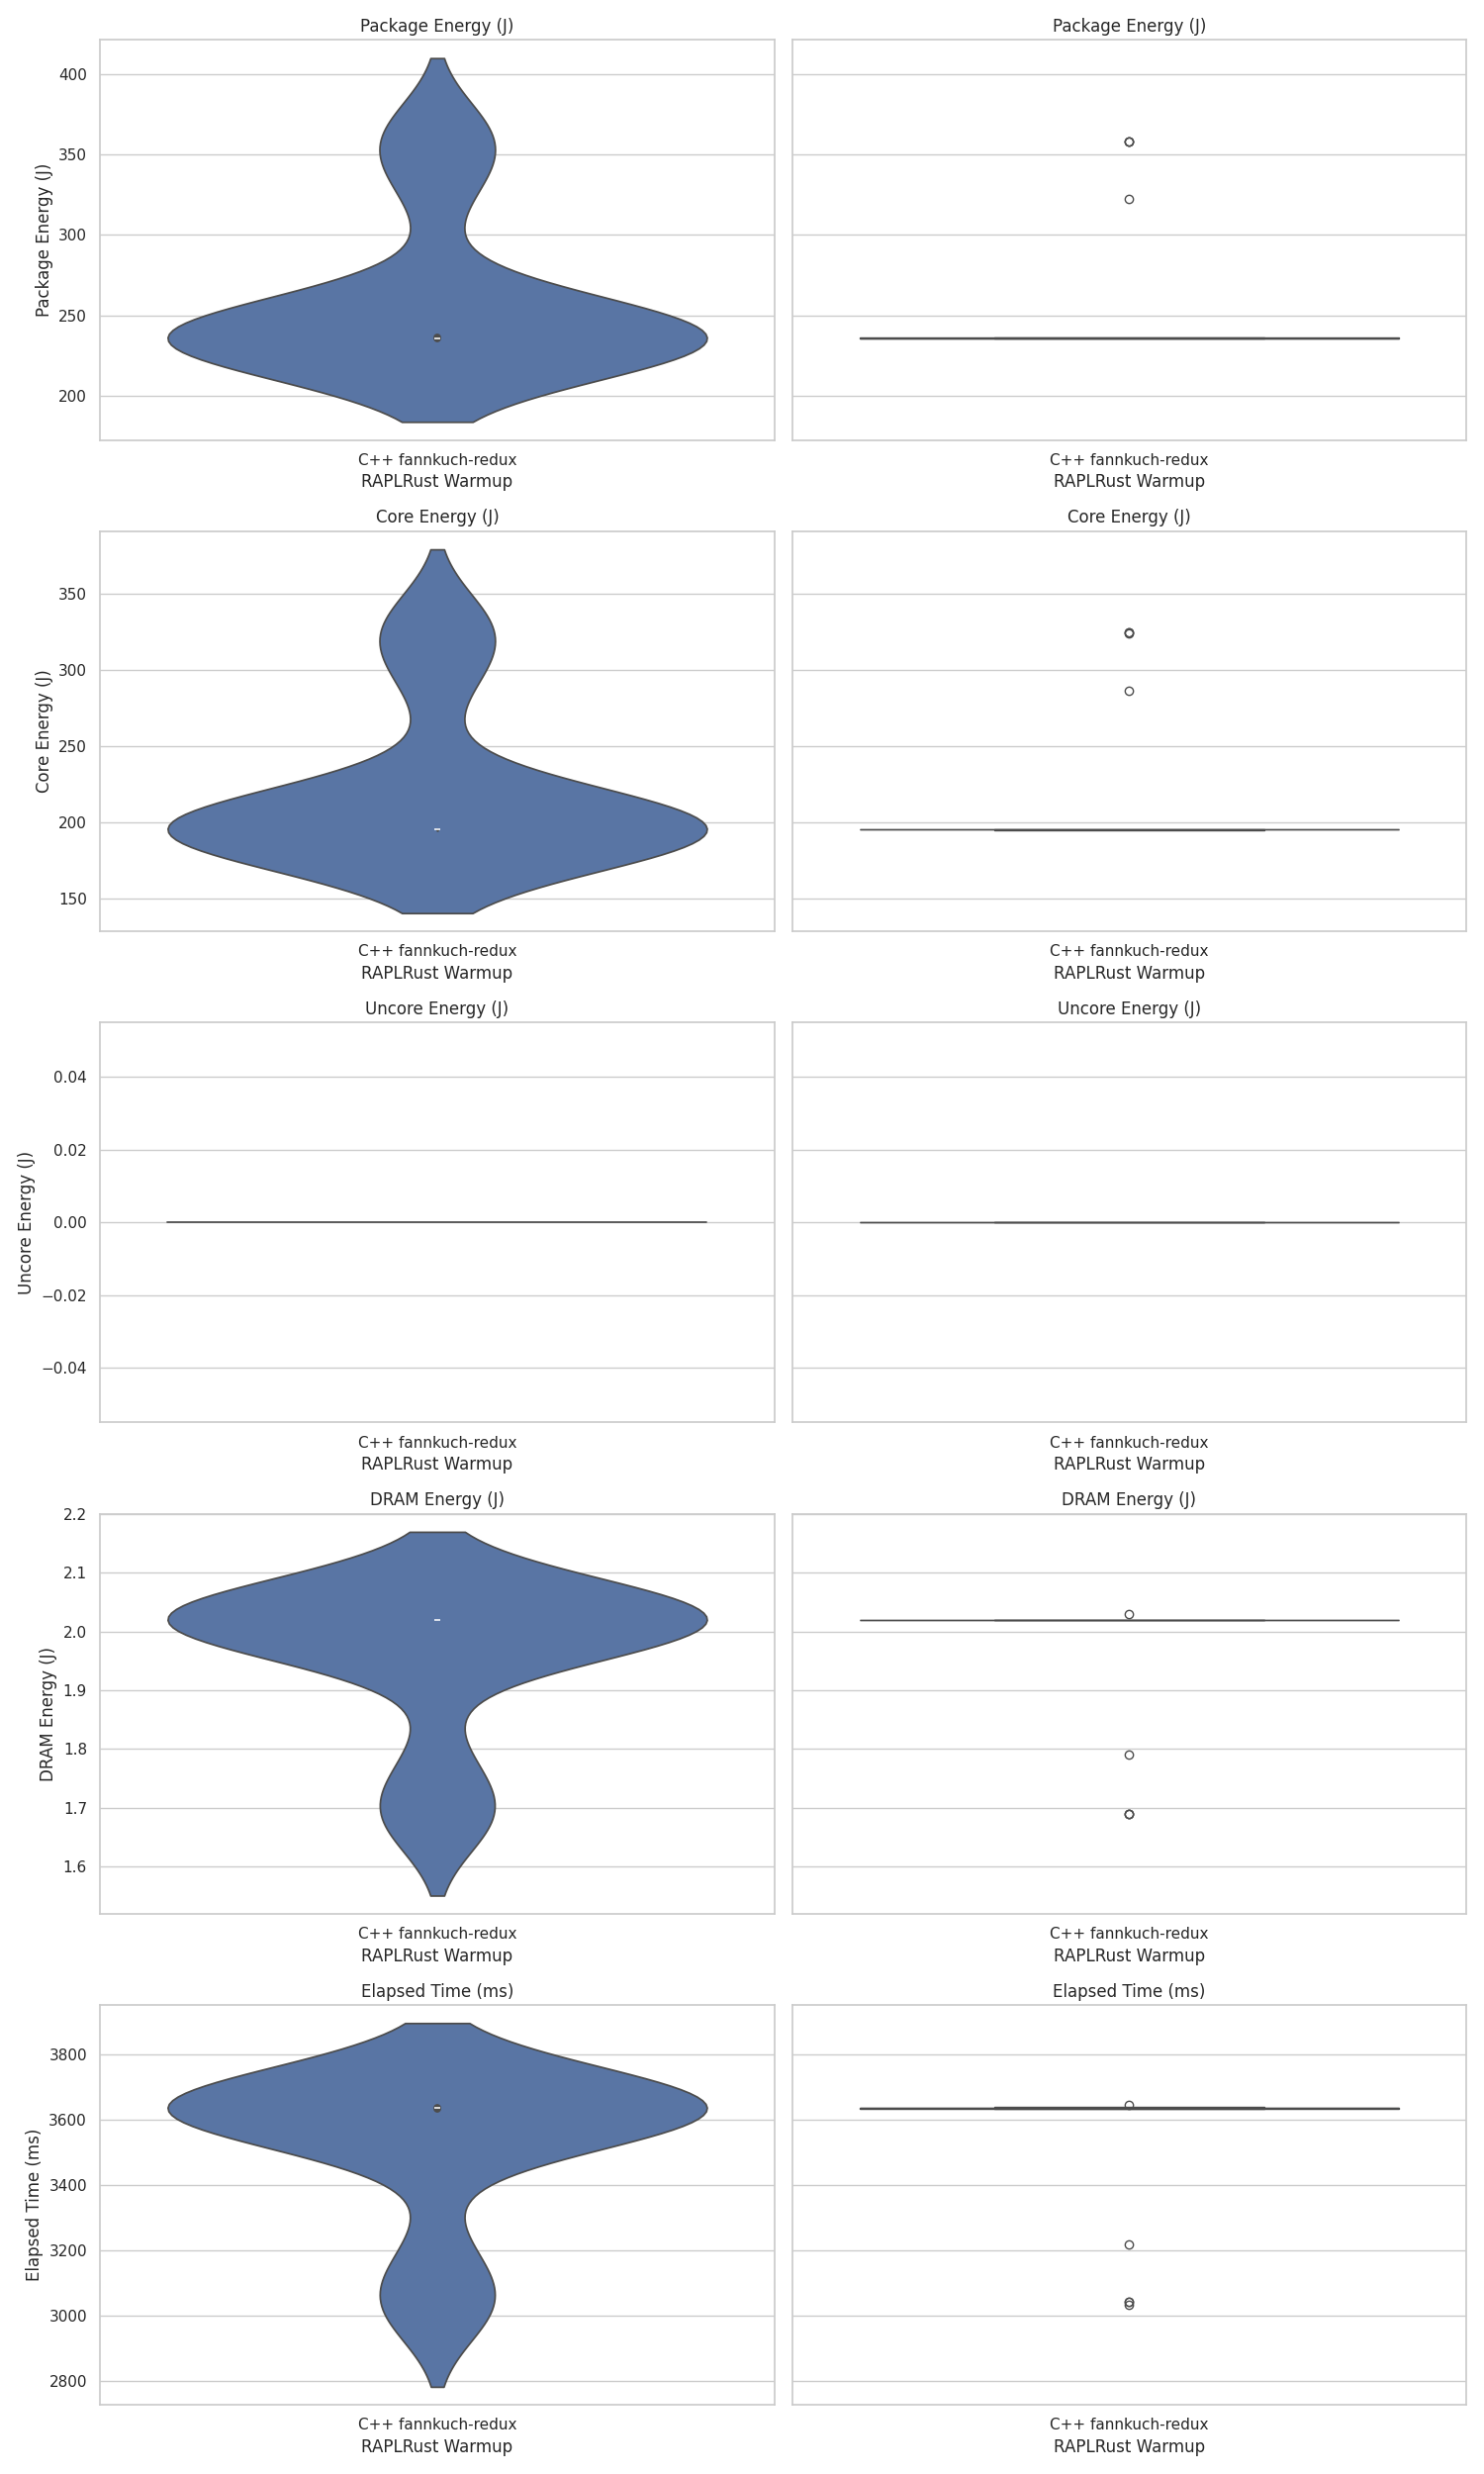 Package Energy (J)
Package Energy (J)
Package Energy (J)
400
350
300
250
200
C++ fannkuch-redux
RAPLRust Warmup
C++ fannkuch-redux
RAPLRust Warmup
Core Energy (J)
Core Energy (J)
Core Energy (J)
350
300
250
200
150
C++ fannkuch-redux
RAPLRust Warmup
C++ fannkuch-redux
RAPLRust Warmup
Uncore Energy (J)
Uncore Energy (J)
Uncore Energy (J)
0.04
0.02
0.00
−0.02
−0.04
C++ fannkuch-redux
RAPLRust Warmup
C++ fannkuch-redux
RAPLRust Warmup
DRAM Energy (J)
DRAM Energy (J)
DRAM Energy (J)
2.2
2.1
2.0
1.9
1.8
1.7
1.6
C++ fannkuch-redux
RAPLRust Warmup
C++ fannkuch-redux
RAPLRust Warmup
Elapsed Time (ms)
Elapsed Time (ms)
Elapsed Time (ms)
3800
3600
3400
3200
3000
2800
C++ fannkuch-redux
RAPLRust Warmup
C++ fannkuch-redux
RAPLRust Warmup